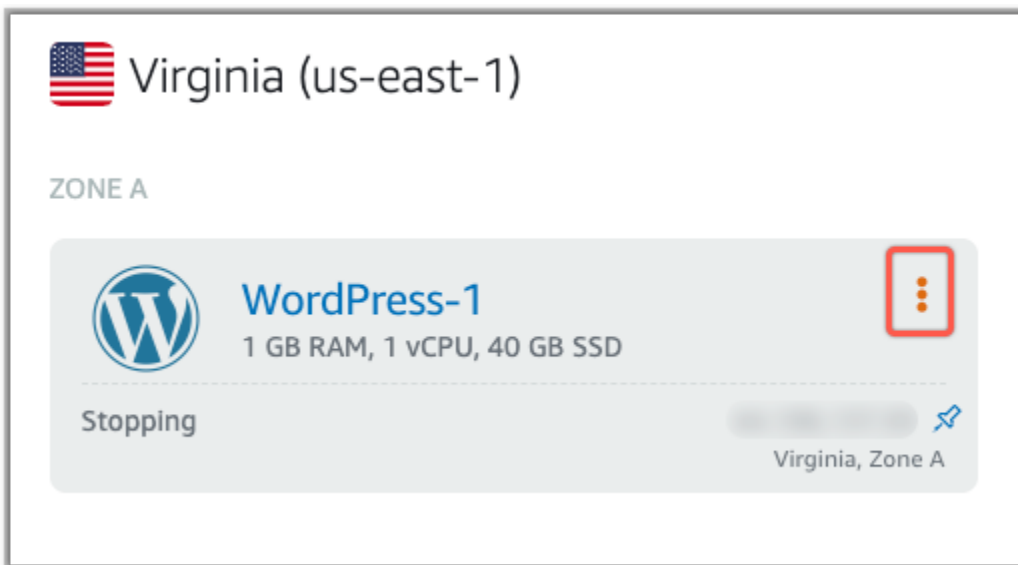 Virginia (us-east-1)
ZONE A
WordPress-1
1 GB RAM, 1 vCPU, 40 GB SSD
Stopping
Virginia, Zone A